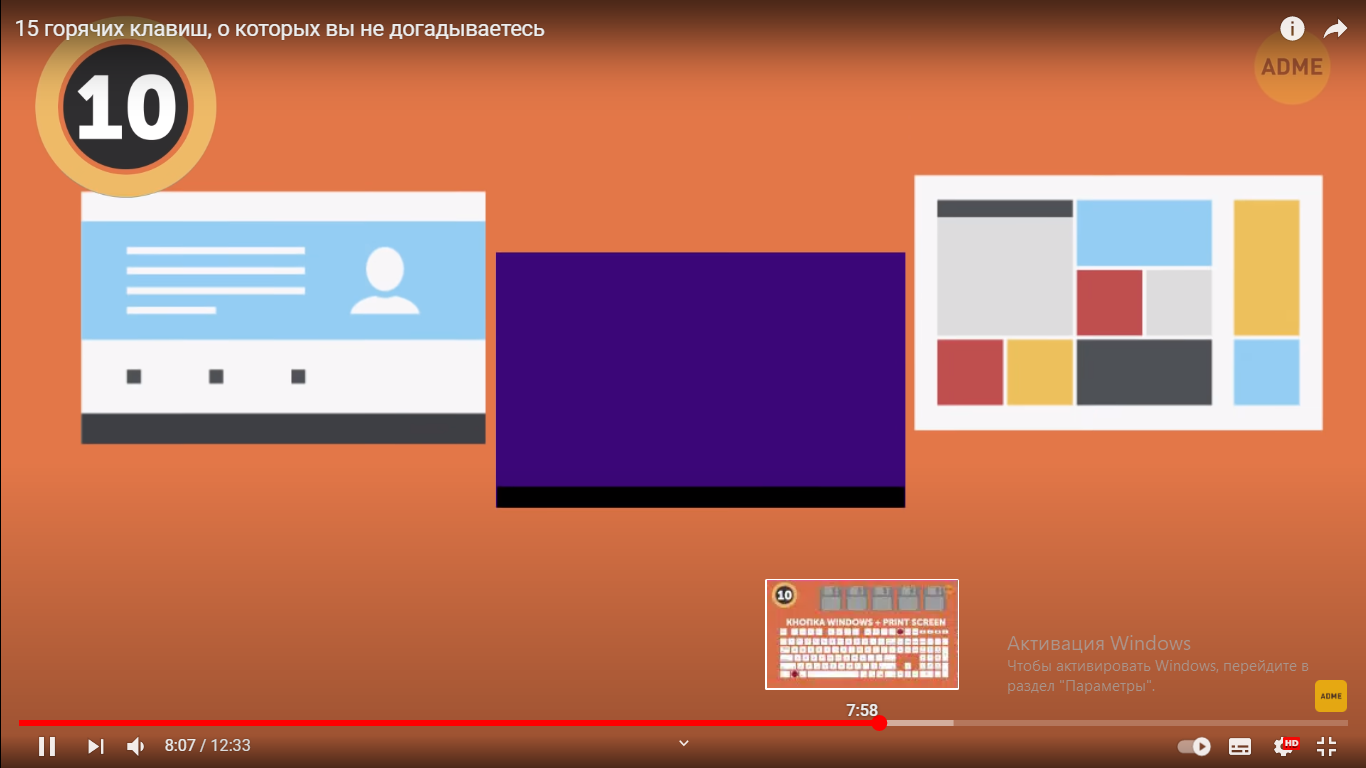 15 горячих клавиш, о которых вы не догадываетесь
ADME
10
10
КНОПКА WINDOWS + PRINT SCREEN
Активация Windows
Чтобы активировать Windows, перейдите в
раздел "Параметры".
ADME
7:58
8:07 / 12:33
HD